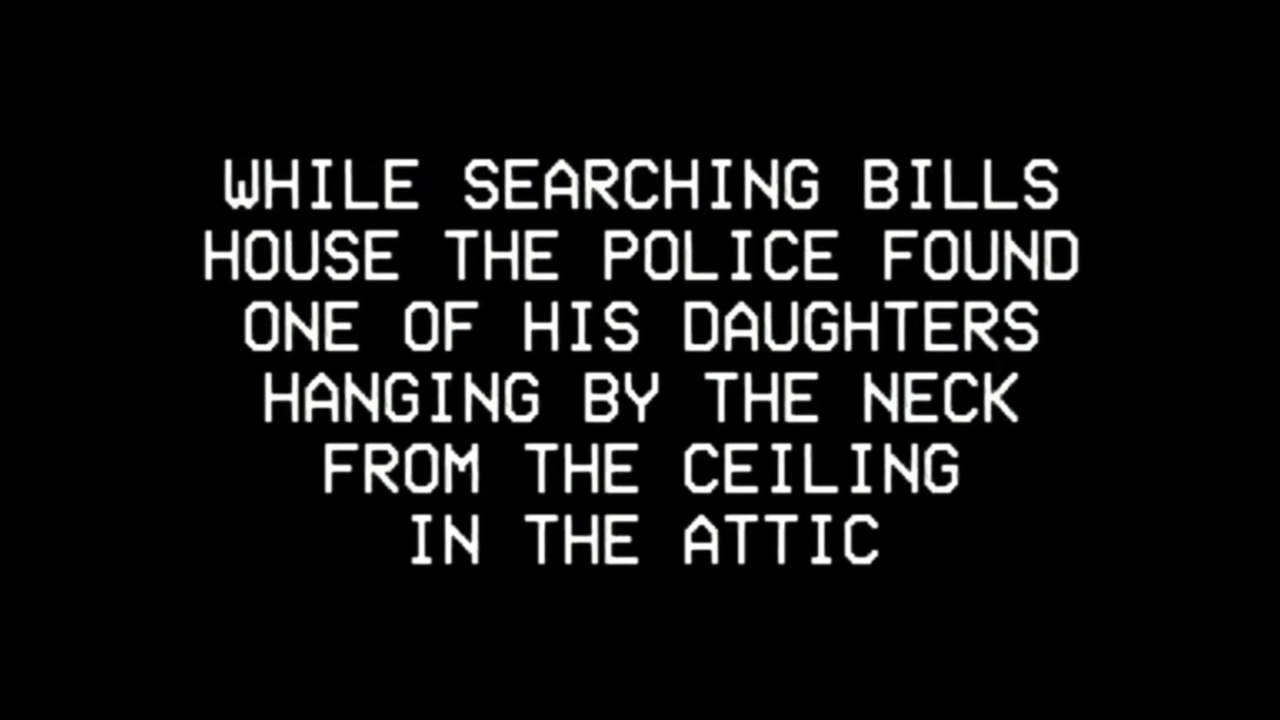 WHILE SEARCHING BILLS
HOUSE THE POLICE FOUND
ONE OF HIS DAUGHTERS
HANGING BY THE NECK
FROM THE CEILING
IN THE ATTIC